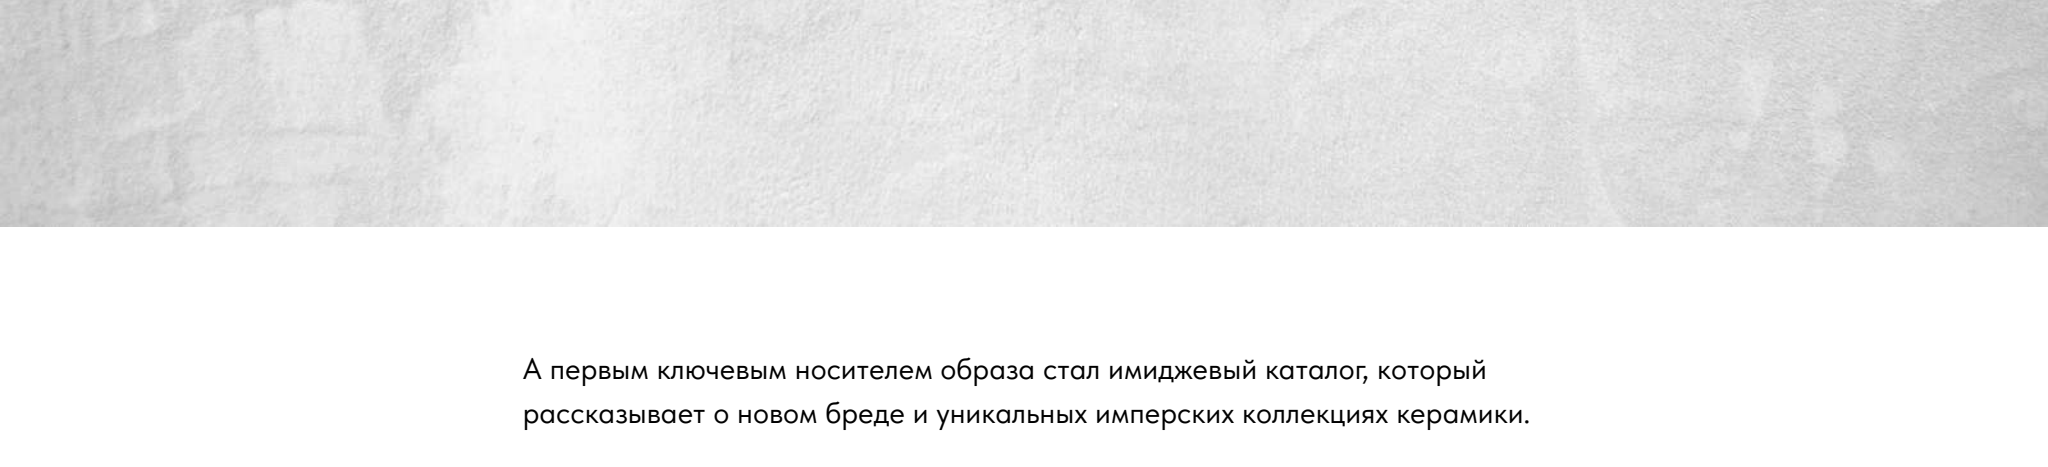 А первым ключевым носителем образа стал имиджевый каталог, который
рассказывает о новом бреде и уникальных имперских коллекциях керамики.